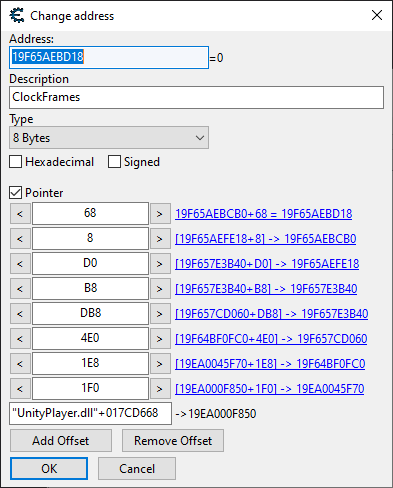 Change address
Address:
19F65AEBD18 =0
Description
ClockFrames
Type
8 Bytes
Hexadecimal Signed
Pointer
< 68 > 19F65AEBCB0+68 = 19F65AEBD18
< 8 > [19F65AEFE18+8] -> 19F65AEBCB0
< D0 > [19F657E3B40+D0] -> 19F65AEFE18
< B8 > [19F657E3B40+B8] -> 19F657E3B40
< DB8 > [19F657CD060+DB8] -> 19F657E3B40
< 4E0 > [19F64BF0FC0+4E0] -> 19F657CD060
< 1E8 > [19EA0045F70+1E8] -> 19F64BF0FC0
< 1F0 > [19EA000F850+1F0] -> 19EA0045F70
"UnityPlayer.dll"+017CD668 ->19EA000F850
Add Offset Remove Offset
OK Cancel